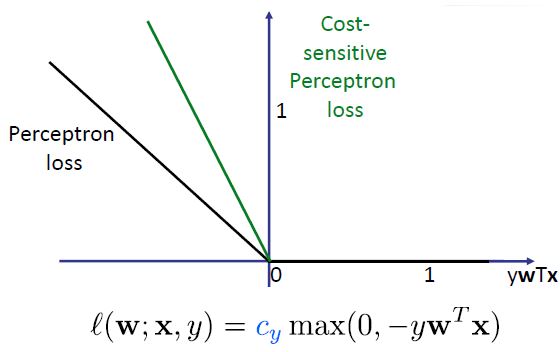 Cost-
sensitive
Perceptron
loss
1
Perceptron
loss
0
1
ywTx
ℓ(w; x, y) = c_y max(0, −yw^T x)